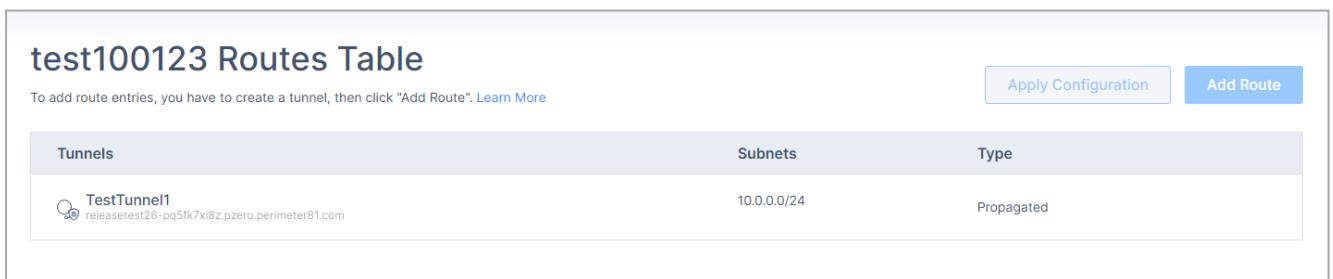 test100123 Routes Table
To add route entries, you have to create a tunnel, then click "Add Route". Learn More
Apply Configuration
Add Route
Tunnels Subnets Type
TestTunnel1 10.0.0.0/24 Propagated
releasetest26-pq5fk7xi8z.pzero.perimeter81.com